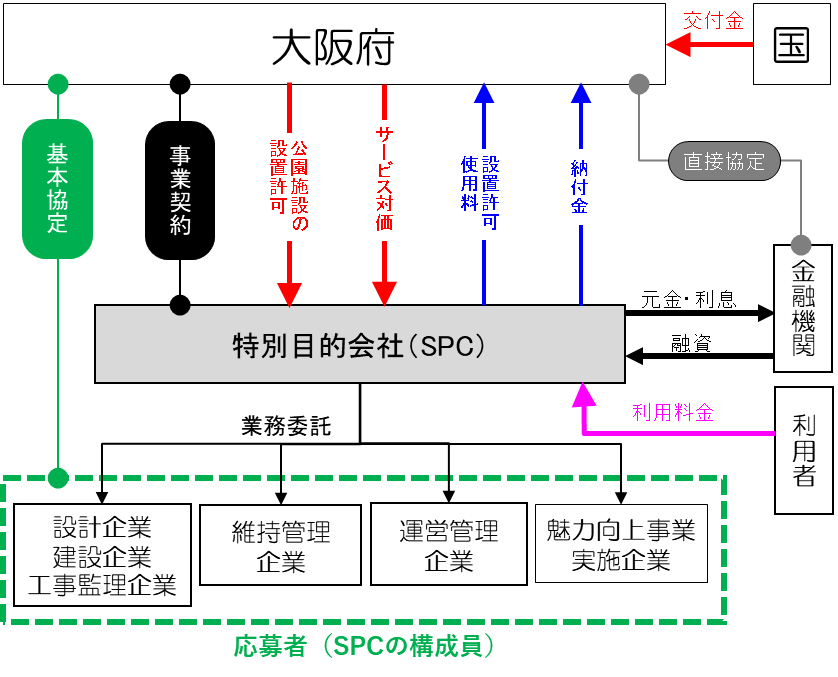 大阪府
交付金
国
基本協定
事業契約
公園施設の
設置許可
サービス対価
設置許可
使用料
納付金
直接協定
金融機関
特別目的会社(SPC)
元金・利息
融資
利用料金
利用者
業務委託
設計企業
建設企業
工事監理企業
維持管理
企業
運営管理
企業
魅力向上事業
実施企業
応募者(SPCの構成員)